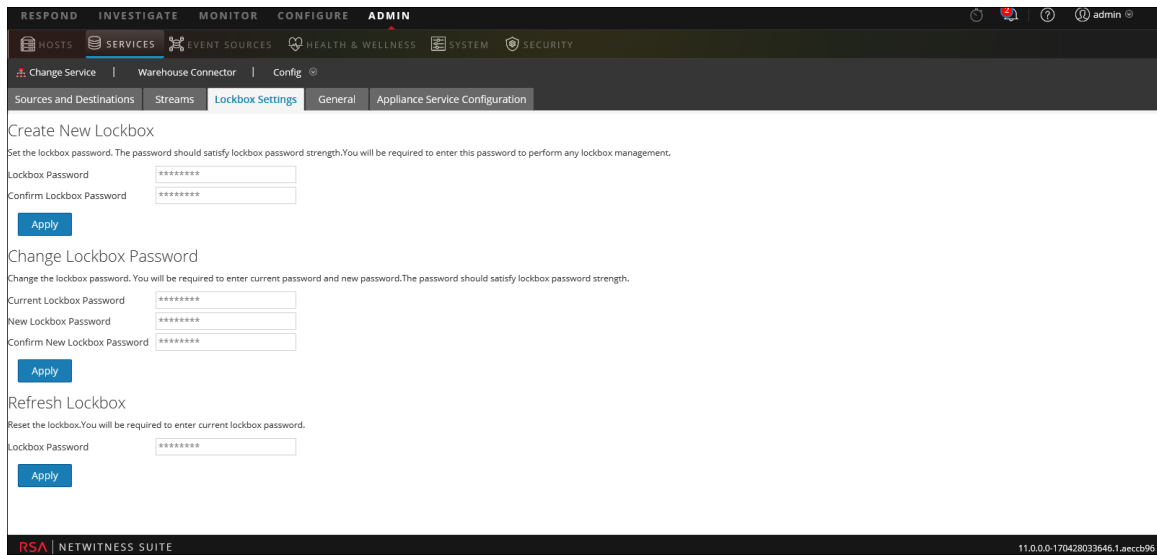 RESPOND INVESTIGATE MONITOR CONFIGURE ADMIN 2 ? admin
HOSTS SERVICES EVENT SOURCES HEALTH & WELLNESS SYSTEM SECURITY
Change Service | Warehouse Connector | Config
Sources and Destinations Streams Lockbox Settings General Appliance Service Configuration
Create New Lockbox
Set the lockbox password. The password should satisfy lockbox password strength.You will be required to enter this password to perform any lockbox management.
Lockbox Password ********
Confirm Lockbox Password ********
Apply
Change Lockbox Password
Change the lockbox password. You will be required to enter current password and new password.The password should satisfy lockbox password strength.
Current Lockbox Password ********
New Lockbox Password ********
Confirm New Lockbox Password ********
Apply
Refresh Lockbox
Reset the lockbox.You will be required to enter current lockbox password.
Lockbox Password ********
Apply
RSA | NETWITNESS SUITE 11.0.0.0-170428033646.1.aeccb96